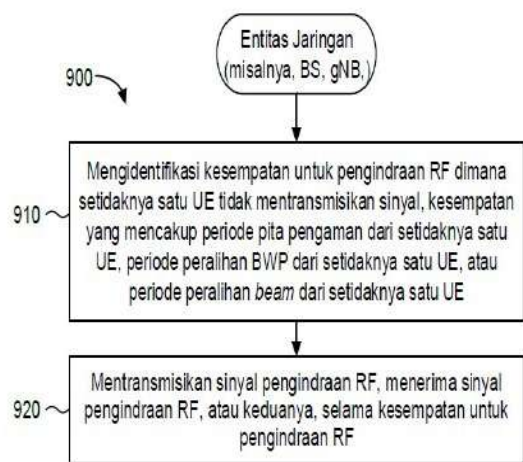 Entitas Jaringan
(misalnya, BS, gNB,)
900
910
Mengidentifikasi kesempatan untuk pengindraan RF dimana
setidaknya satu UE tidak mentransmisikan sinyal, kesempatan
yang mencakup periode pita pengaman dari setidaknya satu
UE, periode peralihan BWP dari setidaknya satu UE, atau
periode peralihan beam dari setidaknya satu UE
920
Mentransmisikan sinyal pengindraan RF, menerima sinyal
pengindraan RF, atau keduanya, selama kesempatan untuk
pengindraan RF